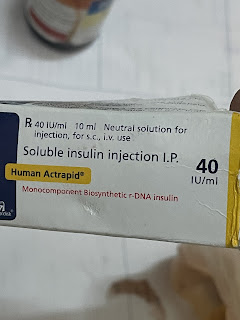 ℞ 40 IU/ml 10 ml Neutral solution for
injection, for s.c., i.v. use
Soluble insulin injection I.P.
40
IU/ml
Human Actrapid®
Monocomponent Biosynthetic r-DNA insulin